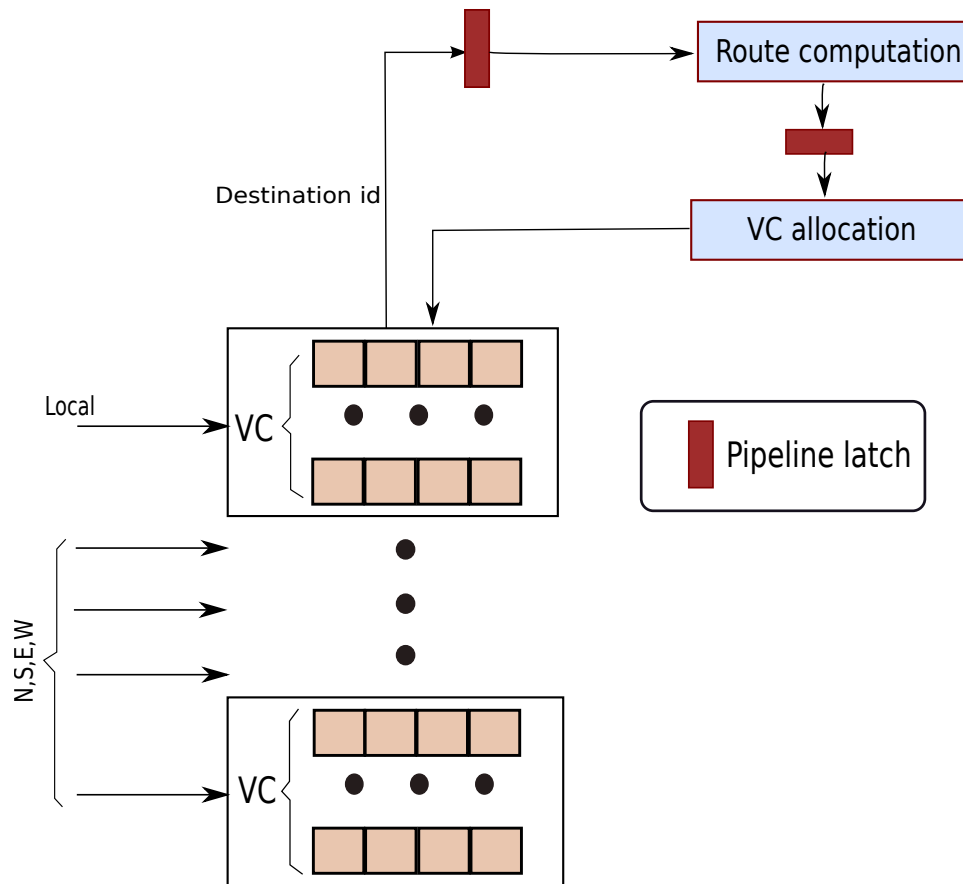 Route computation
Destination id
VC allocation
Local
VC
Pipeline latch
N,S,E,W
VC